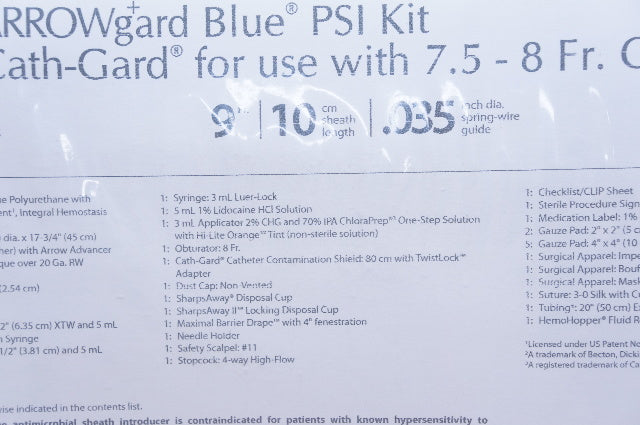 ARROWg+ard Blue® PSI Kit
Cath-Gard® for use with 7.5 - 8 Fr. C
9 Fr. 10 cm sheath length .035 inch dia. spring-wire guide
Polyurethane with
Integral Hemostasis
dia. x 17-3/4" (45 cm)
with Arrow Advancer
over 20 Ga. RW
(2.54 cm)
2" (6.35 cm) XTW and 5 mL
Syringe
1/2" (3.81 cm) and 5 mL
1: Syringe: 3 mL Luer-Lock
1: 5 mL 1% Lidocaine HCl Solution
1: 3 mL Applicator 2% CHG and 70% IPA ChloraPrep® One-Step Solution
with Hi-Lite Orange™ Tint (non-sterile solution)
1: Obturator: 8 Fr.
1: Cath-Gard® Catheter Contamination Shield: 80 cm with TwistLock™
Adapter
1: Dust Cap: Non-Vented
1: SharpsAway® Disposal Cup
1: SharpsAway II™ Locking Disposal Cup
1: Maximal Barrier Drape™ with 4" fenestration
1: Needle Holder
1: Safety Scalpel: #11
1: Stopcock: 4-way High-Flow
1: Checklist/CLIP Sheet
1: Sterile Procedure Sign
1: Medication Label: 1%
2: Gauze Pad: 2" x 2" (5 c
5: Gauze Pad: 4" x 4" (10
1: Surgical Apparel: Impe
1: Surgical Apparel: Bouf
1: Surgical Apparel: Mask
1: Suture: 3-0 Silk with C
1: Tubing: 20" (50 cm) E
1: HemoHopper® Fluid R
¹Licensed under US Patent No
²A trademark of Becton, Dick
³A registered trademark of Ca
wise indicated in the contents list.
antimicrobial sheath introducer is contraindicated for patients with known hypersensitivity to